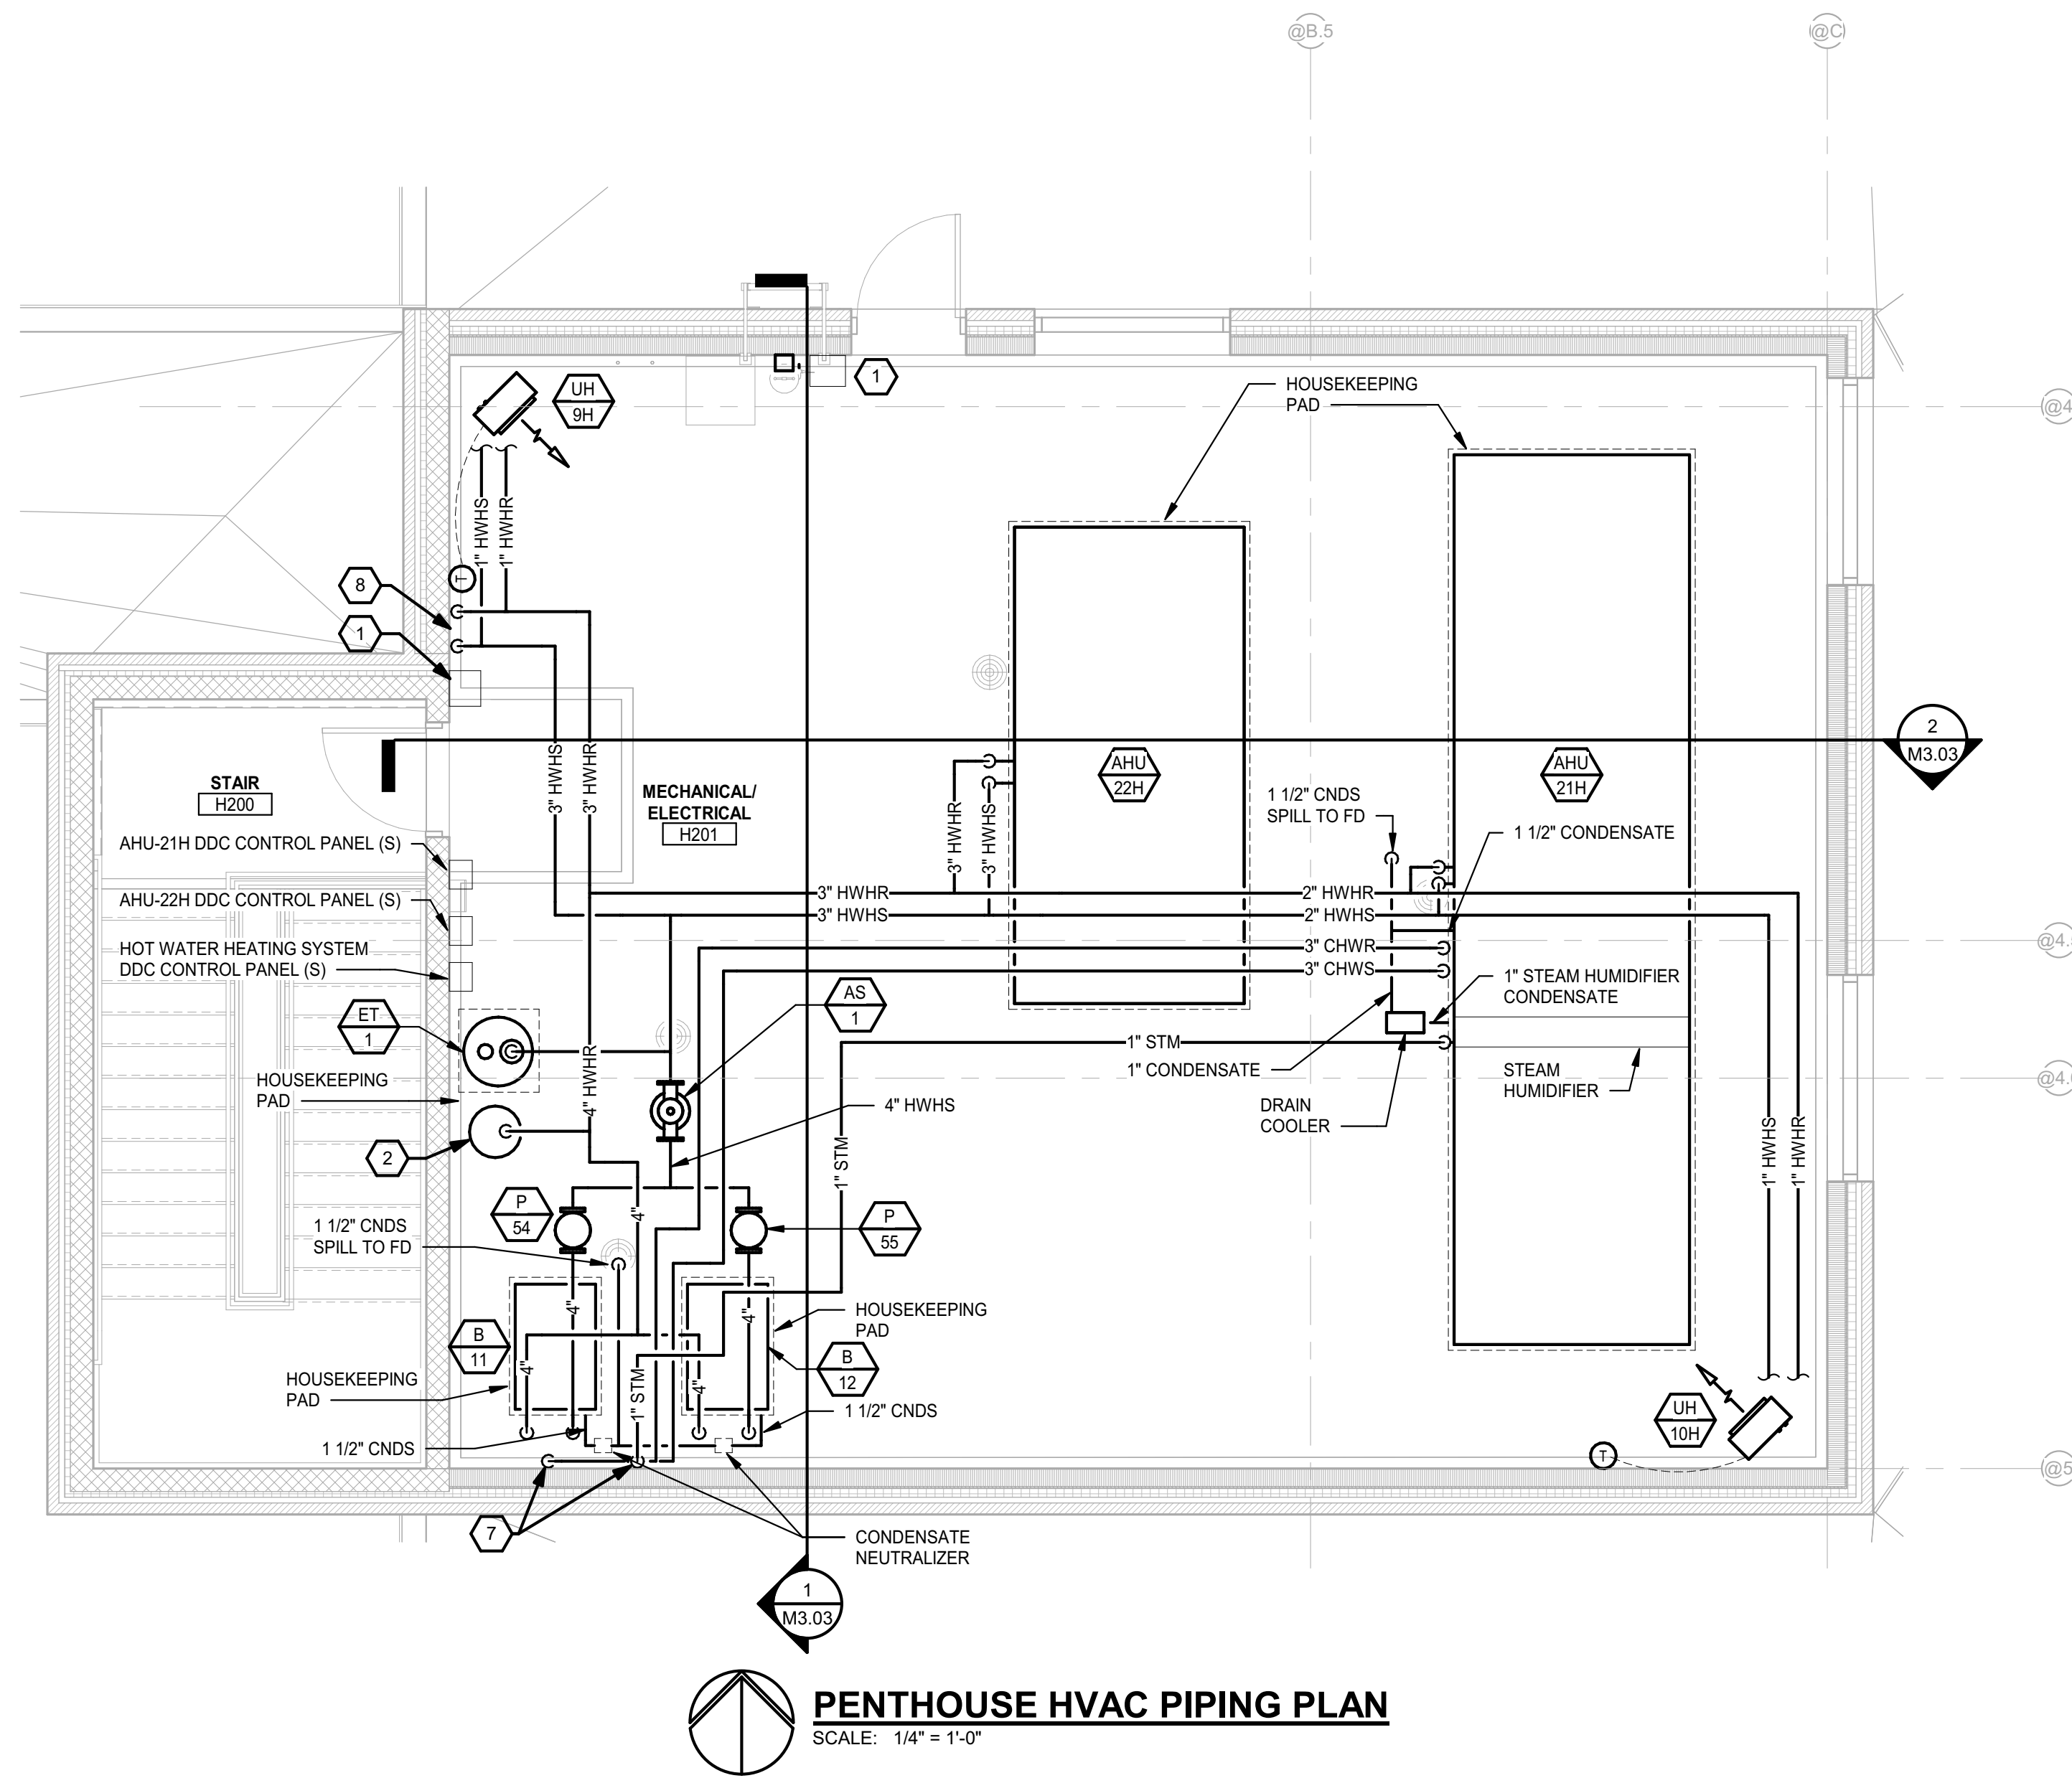 @B.5
@C
HOUSEKEEPING
PAD
UH
9H
1
@4
1" HWHS
1" HWHR
T
8
1
2
M3.03
STAIR
H200
3" HWHS
3" HWHR
MECHANICAL/
ELECTRICAL
H201
AHU
22H
AHU
21H
3" HWHR
3" HWHS
1 1/2" CNDS
SPILL TO FD
1 1/2" CONDENSATE
AHU-21H DDC CONTROL PANEL (S)
AHU-22H DDC CONTROL PANEL (S)
3" HWHR
2" HWHR
3" HWHS
2" HWHS
HOT WATER HEATING SYSTEM
DDC CONTROL PANEL (S)
3" CHWR
3" CHWS
@4.
1" STEAM HUMIDIFIER
CONDENSATE
AS
1
ET
1
1" STM
1" CONDENSATE
STEAM
HUMIDIFIER
@4.
HOUSEKEEPING
PAD
4" HWHR
4" HWHS
DRAIN
COOLER
2
1" STM
1" HWHS
1" HWHR
P
54
4"
P
55
1 1/2" CNDS
SPILL TO FD
4"
4"
HOUSEKEEPING
PAD
B
11
B
12
4"
4"
HOUSEKEEPING
PAD
1" STM
1 1/2" CNDS
1 1/2" CNDS
UH
10H
T
@5
7
CONDENSATE
NEUTRALIZER
1
M3.03
PENTHOUSE HVAC PIPING PLAN
SCALE: 1/4" = 1'-0"